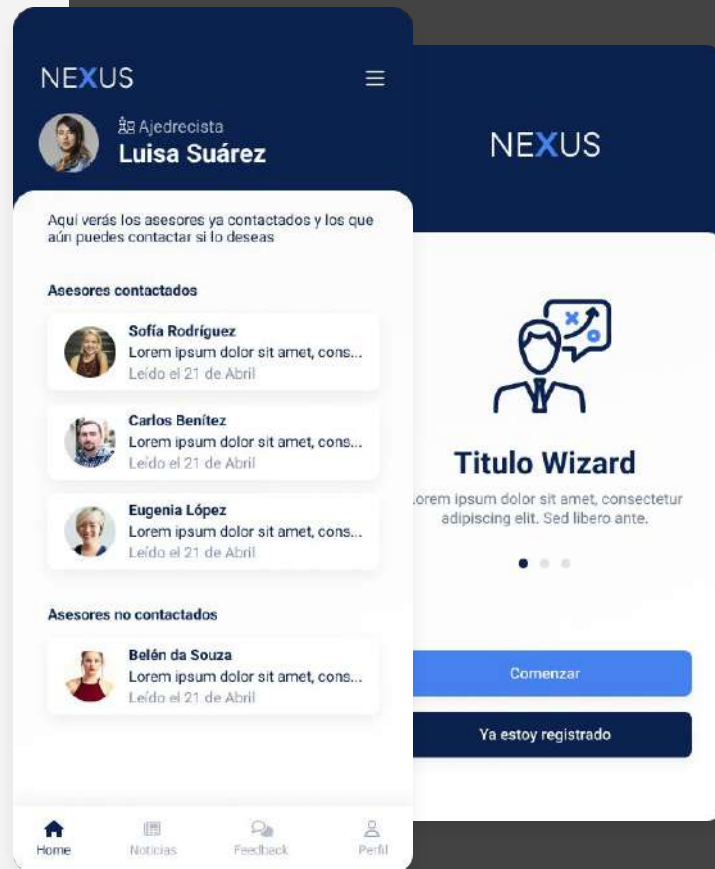 NEXUS
Ajedrecista
Luisa Suárez
Aquí verás los asesores ya contactados y los que
aún puedes contactar si lo deseas
Asesores contactados
Sofía Rodríguez
Lorem ipsum dolor sit amet, cons...
Leído el 21 de Abril
Carlos Benítez
Lorem ipsum dolor sit amet, cons...
Leído el 21 de Abril
Eugenia López
Lorem ipsum dolor sit amet, cons...
Leído el 21 de Abril
Asesores no contactados
Belén da Souza
Lorem ipsum dolor sit amet, cons...
Leído el 21 de Abril
Home
Noticias
Feedback
Perfil
NEXUS
Titulo Wizard
orem ipsum dolor sit amet, consectetur
adipiscing elit. Sed libero ante.
Comenzar
Ya estoy registrado